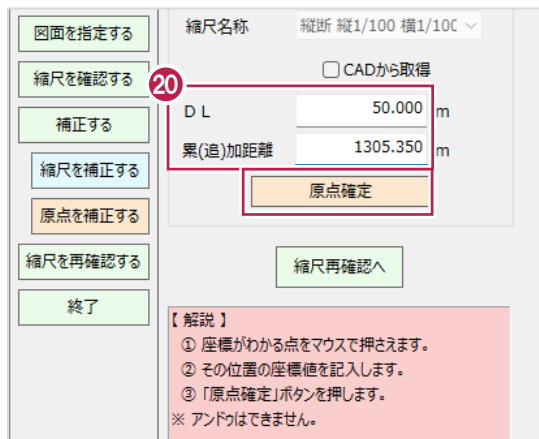 図面を指定する
縮尺を確認する
補正する
縮尺を補正する
原点を補正する
縮尺を再確認する
終了
縮尺名称 縦断 縦1/100 横1/100
CADから取得
20
ＤＬ 50.000 m
累(追)加距離 1305.350 m
原点確定
縮尺再確認へ
【 解説 】
① 座標がわかる点をマウスで押さえます。
② その位置の座標値を記入します。
③ 「原点確定」ボタンを押します。
※ アンドゥはできません。